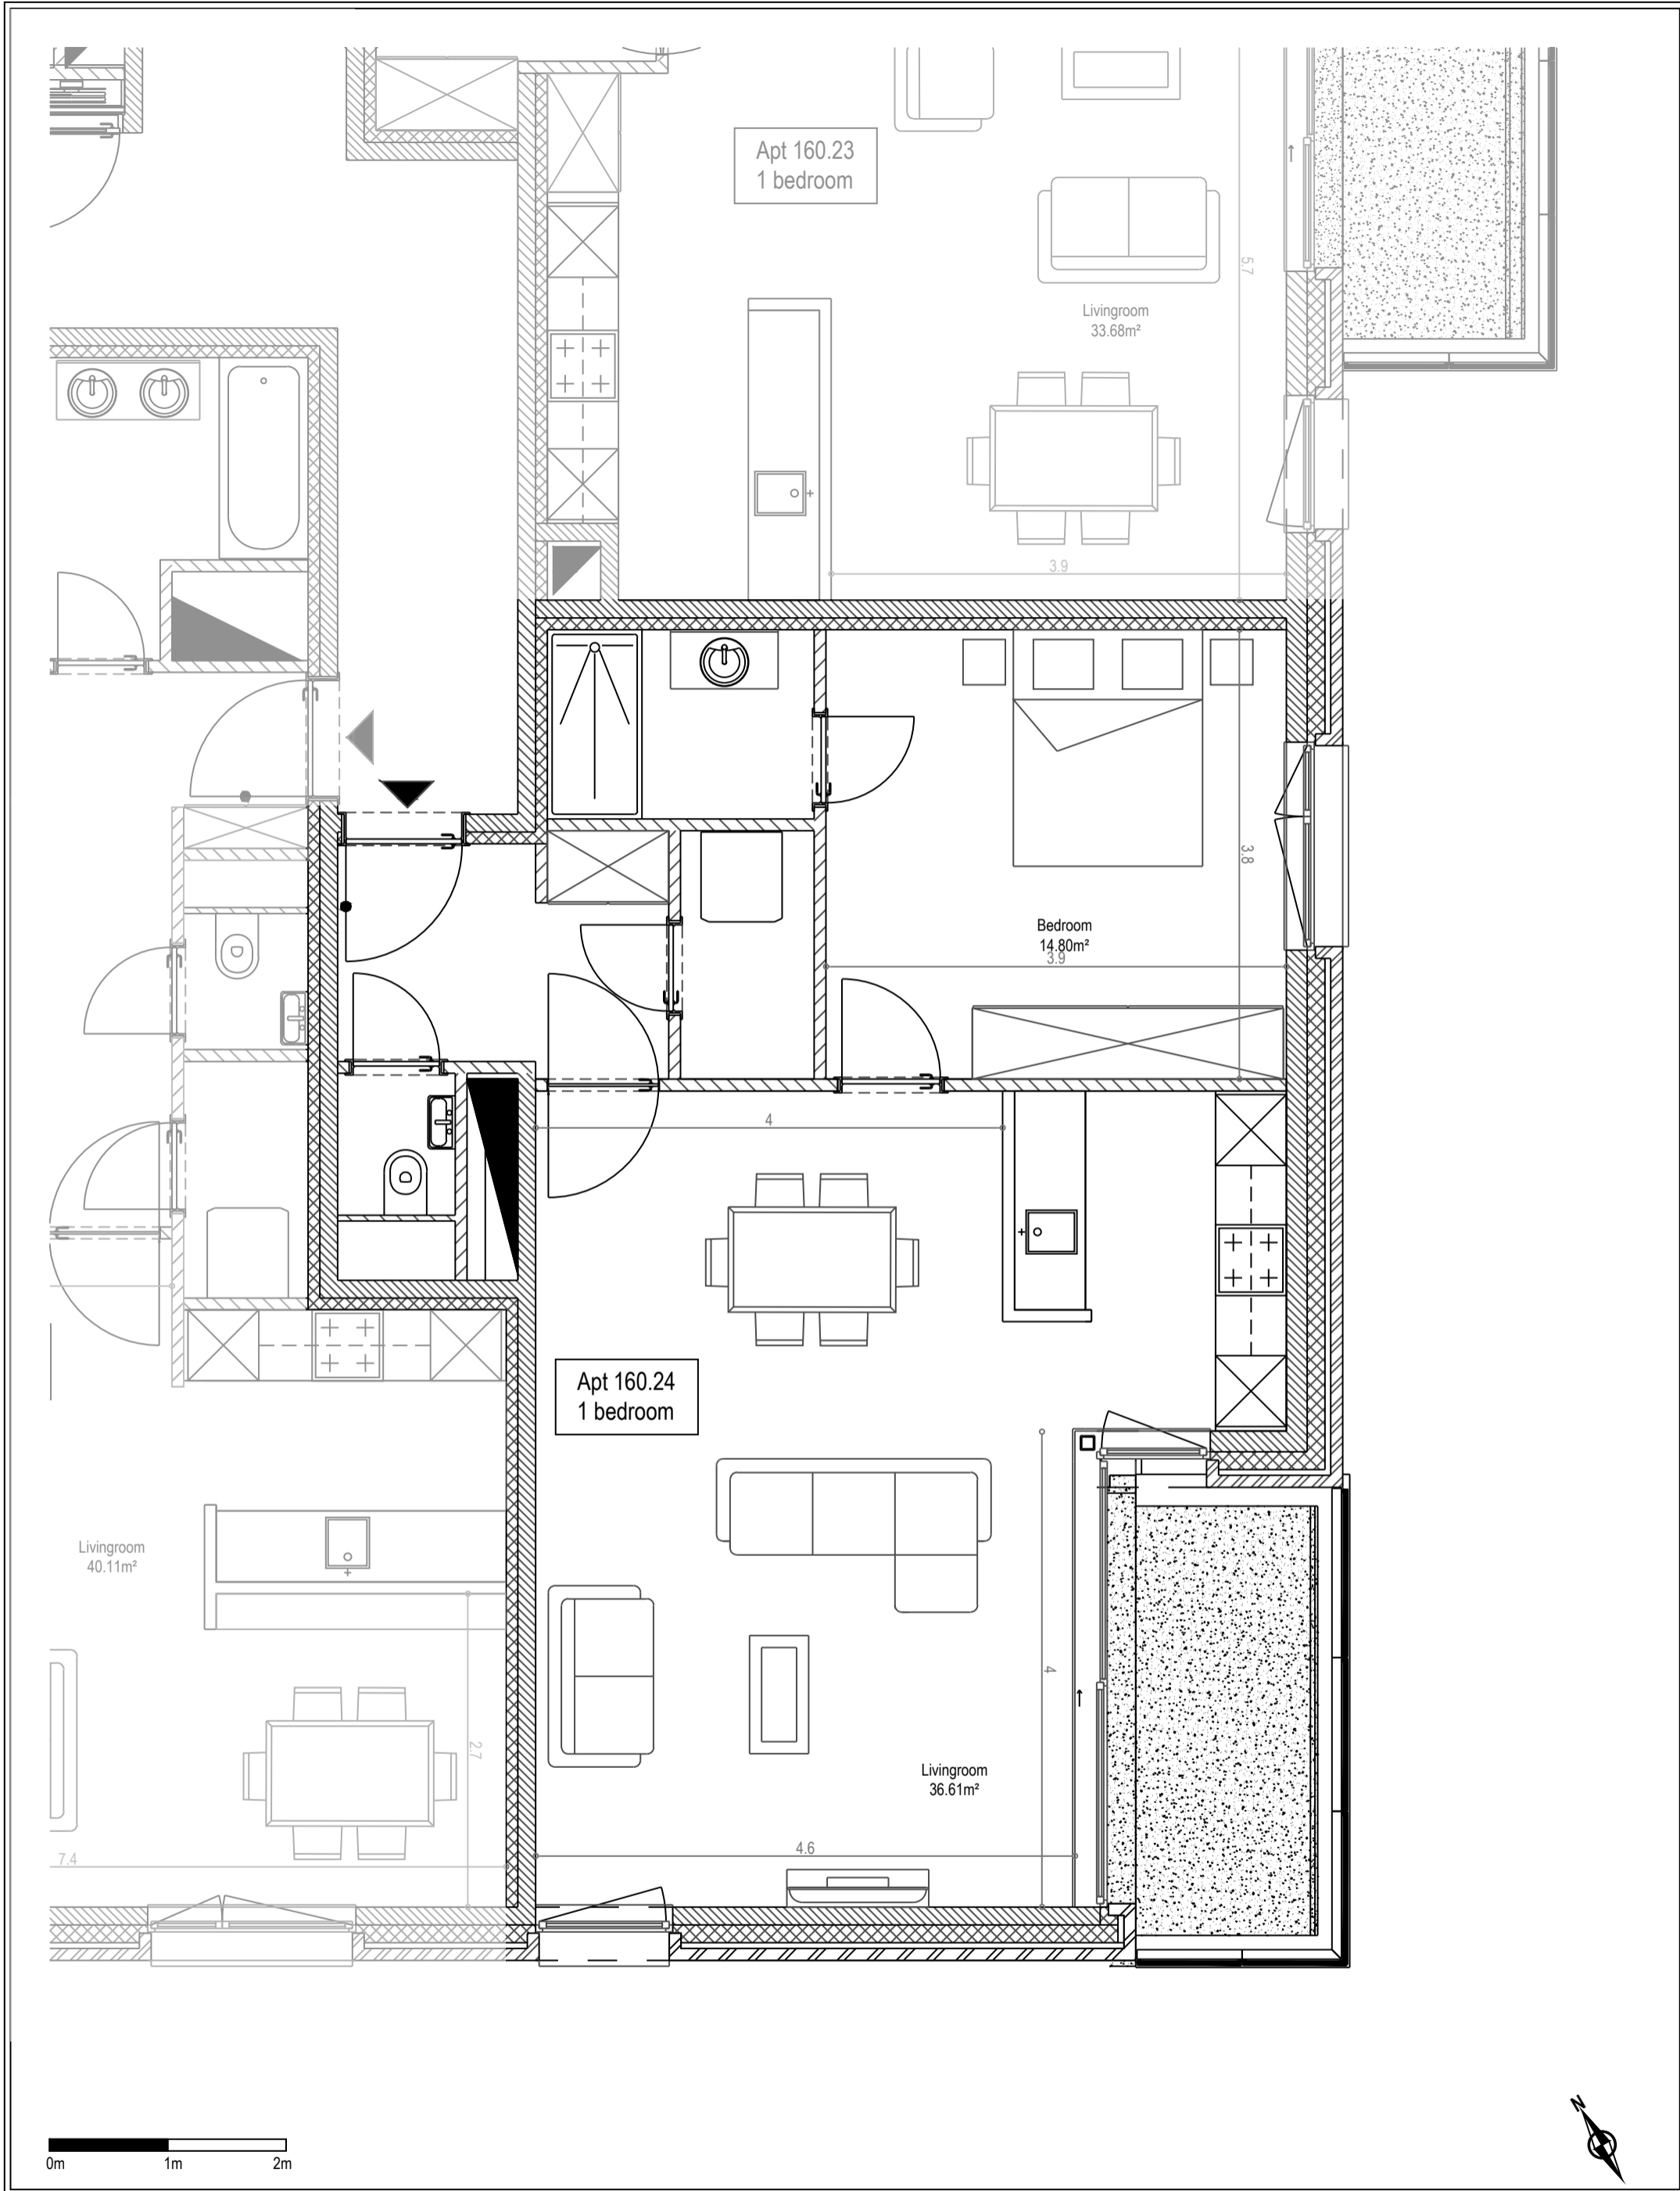 Apt 160.23
1 bedroom
5.7
Livingroom
33.68m²
3.9
3.8
Bedroom
14.80m²
3.9
4
Apt 160.24
1 bedroom
Livingroom
40.11m²
4
2.7
Livingroom
36.61m²
4.6
7.4
N
0m
1m
2m